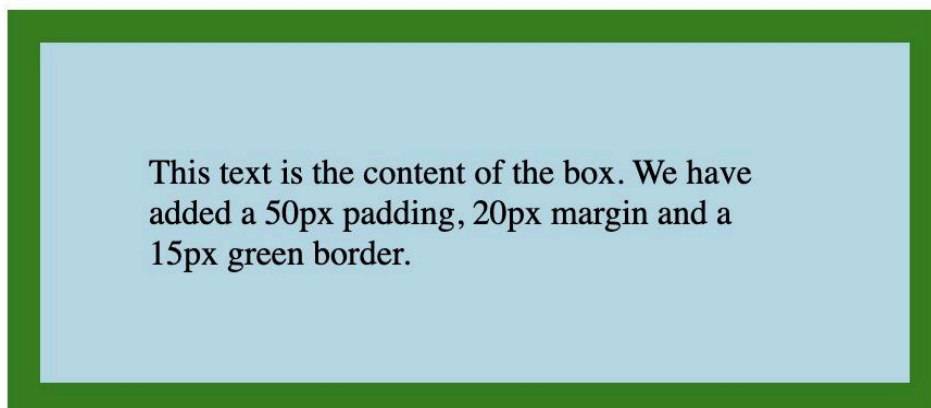 This text is the content of the box. We have
added a 50px padding, 20px margin and a
15px green border.